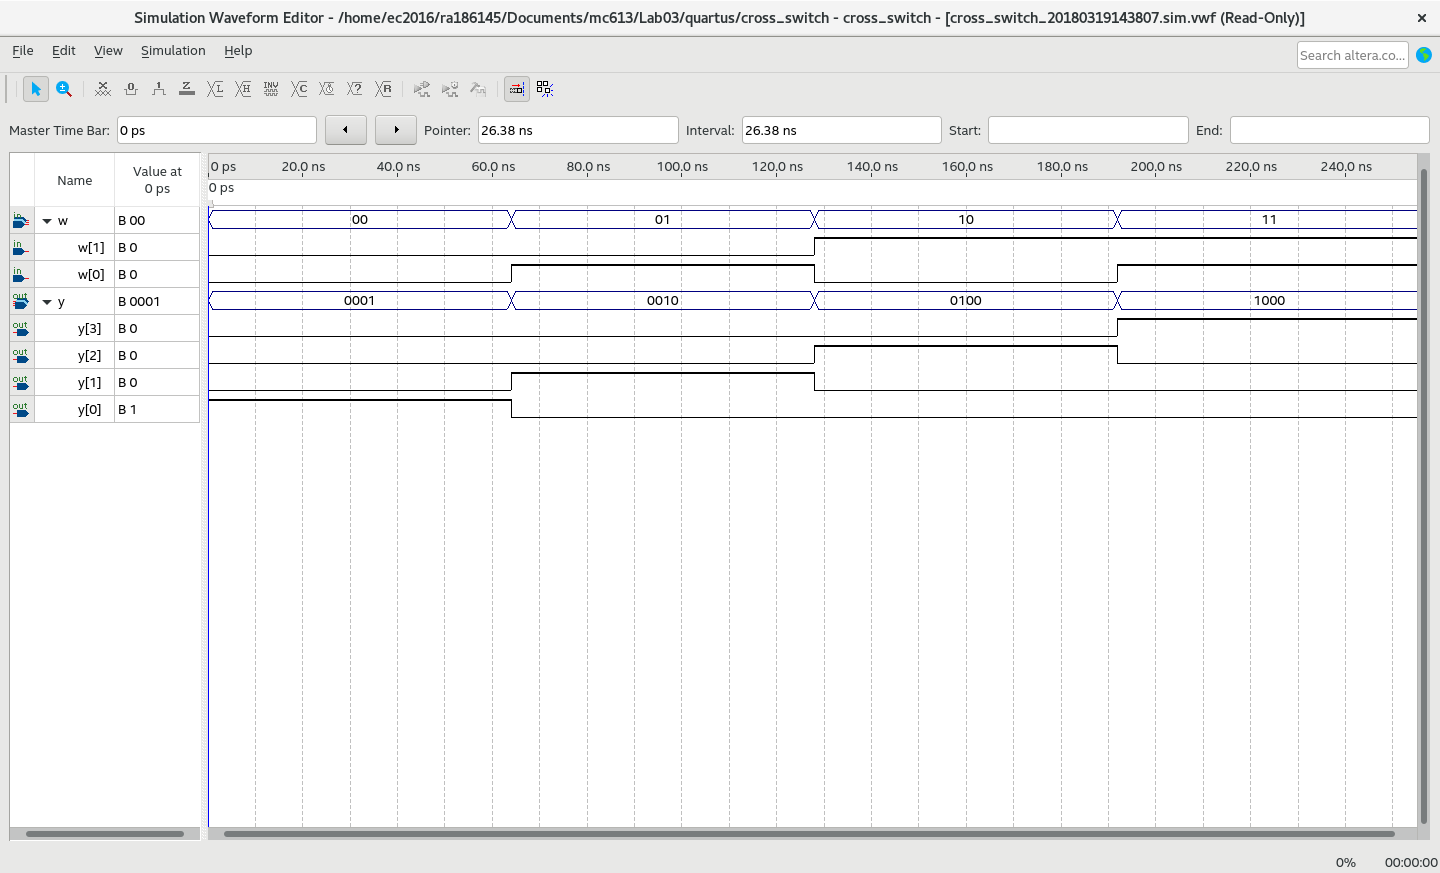 Simulation Waveform Editor - /home/ec2016/ra186145/Documents/mc613/Lab03/quartus/cross_switch - cross_switch - [cross_switch_20180319143807.sim.vwf (Read-Only)]
File Edit View Simulation Help
Search altera.co...
Master Time Bar: 0 ps Pointer: 26.38 ns Interval: 26.38 ns Start: End:
Name Value at 0 ps
0 ps 20.0 ns 40.0 ns 60.0 ns 80.0 ns 100.0 ns 120.0 ns 140.0 ns 160.0 ns 180.0 ns 200.0 ns 220.0 ns 240.0 ns
0 ps
in w B 00 00 01 10 11
in w[1] B 0
in w[0] B 0
out y B 0001 0001 0010 0100 1000
out y[3] B 0
out y[2] B 0
out y[1] B 0
out y[0] B 1
0% 00:00:00